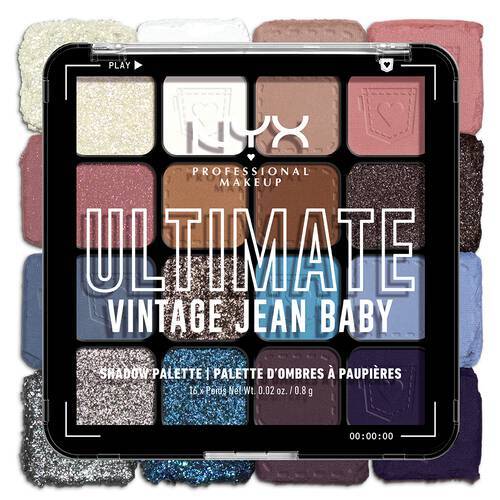 PLAY ▶
NYX
PROFESSIONAL
MAKEUP
ULTIMATE
VINTAGE JEAN BABY
SHADOW PALETTE | PALETTE D'OMBRES À PAUPIÈRES
16 x Poids Net Wt. 0.02 oz. / 0.8 g
00:00:00